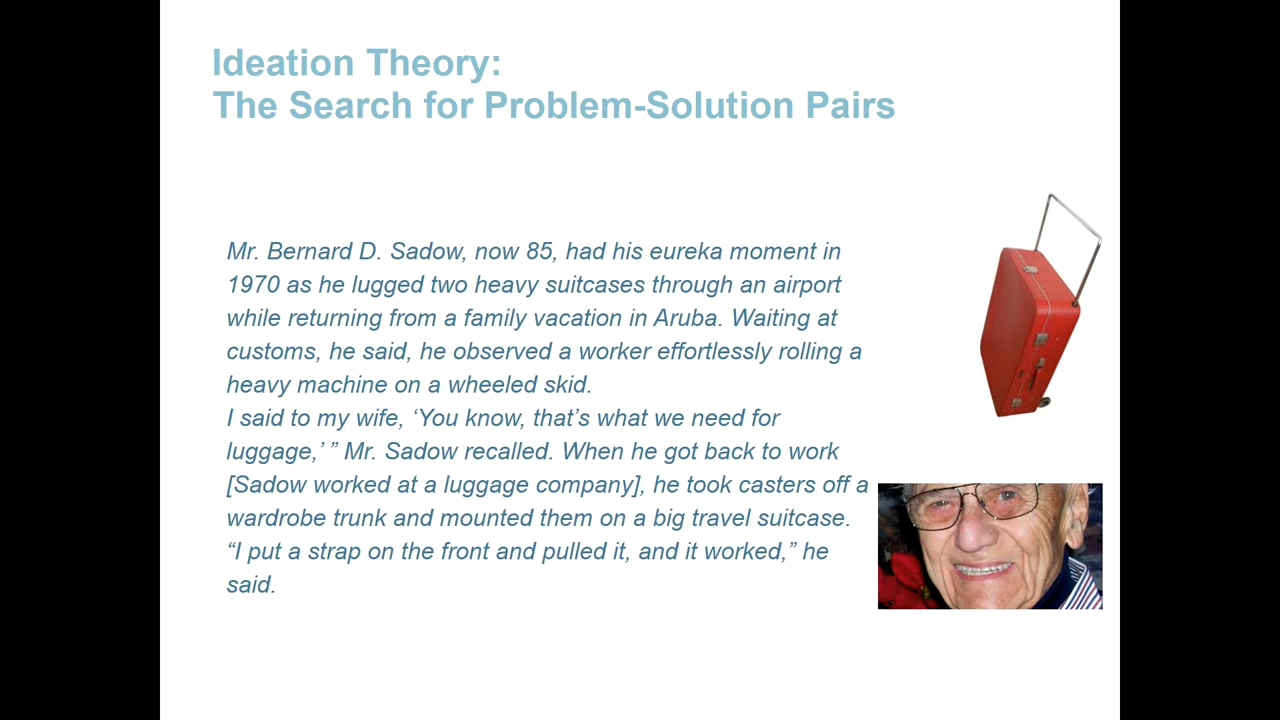 Ideation Theory:
The Search for Problem-Solution Pairs
Mr. Bernard D. Sadow, now 85, had his eureka moment in
1970 as he lugged two heavy suitcases through an airport
while returning from a family vacation in Aruba. Waiting at
customs, he said, he observed a worker effortlessly rolling a
heavy machine on a wheeled skid.
I said to my wife, ‘You know, that’s what we need for
luggage,’ ” Mr. Sadow recalled. When he got back to work
[Sadow worked at a luggage company], he took casters off a
wardrobe trunk and mounted them on a big travel suitcase.
“I put a strap on the front and pulled it, and it worked,” he
said.